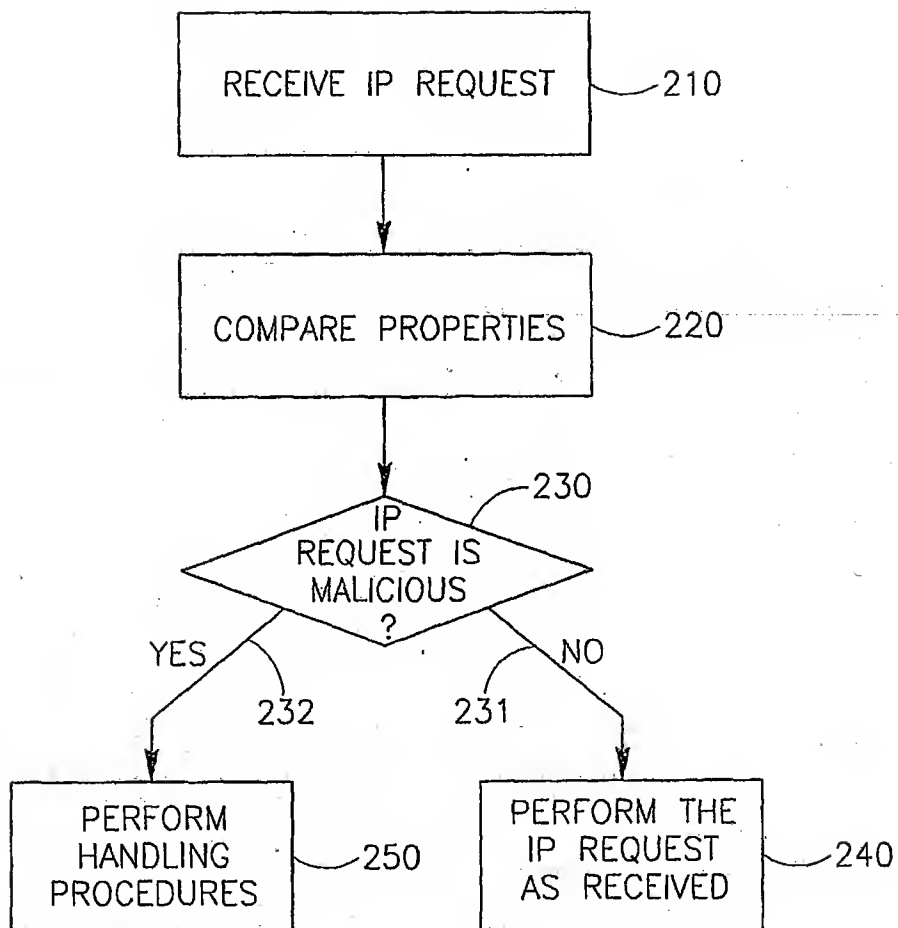 RECEIVE IP REQUEST
210
COMPARE PROPERTIES
220
230
IP
REQUEST IS
MALICIOUS
?
YES
NO
232
231
PERFORM
HANDLING
PROCEDURES
250
PERFORM THE
IP REQUEST
AS RECEIVED
240